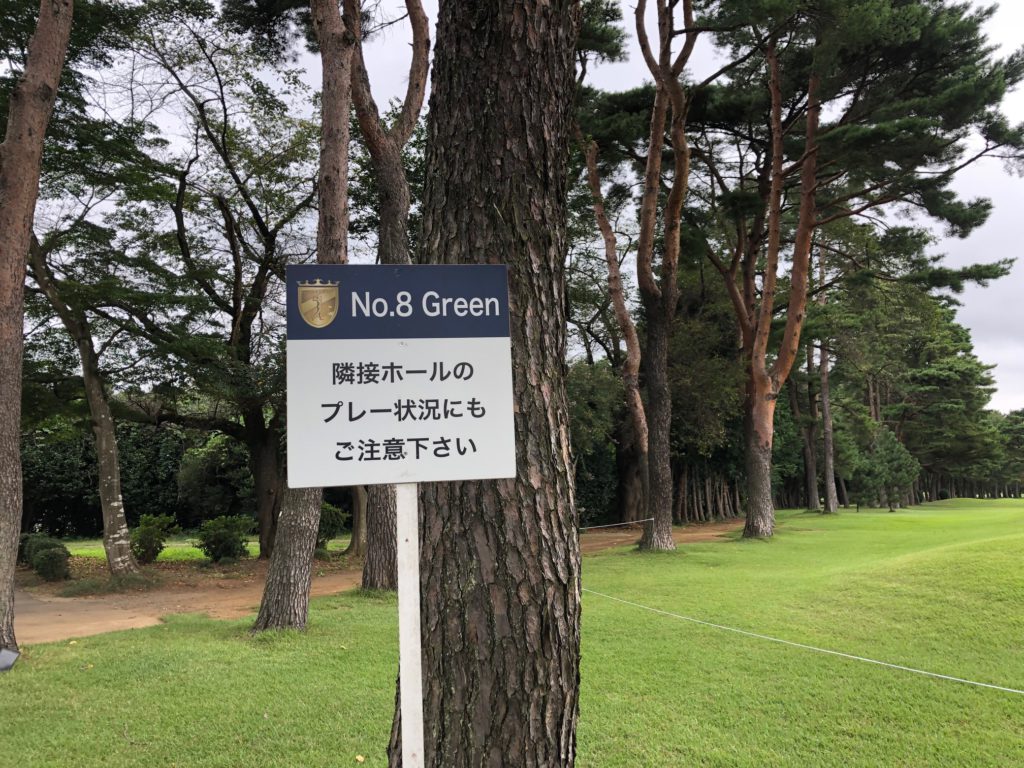 No.8 Green
隣接ホールの
プレー状況にも
ご注意下さい